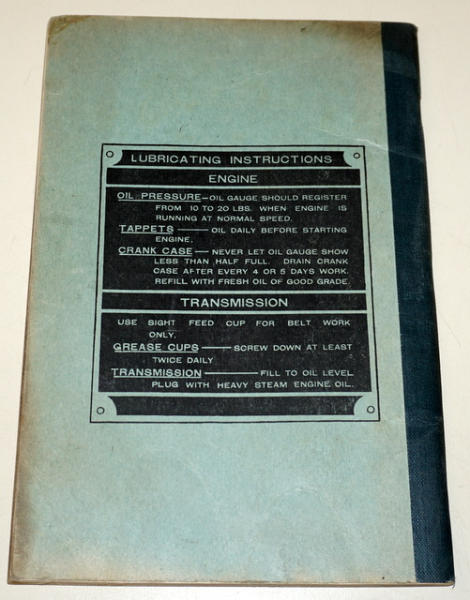 LUBRICATING INSTRUCTIONS
ENGINE
OIL PRESSURE—OIL GAUGE SHOULD REGISTER
FROM 10 TO 20 LBS. WHEN ENGINE IS
RUNNING AT NORMAL SPEED.
TAPPETS — OIL DAILY BEFORE STARTING
ENGINE.
CRANK CASE — NEVER LET OIL GAUGE SHOW
LESS THAN HALF FULL. DRAIN CRANK
CASE AFTER EVERY 4 OR 5 DAYS WORK.
REFILL WITH FRESH OIL OF GOOD GRADE.
TRANSMISSION
USE SIGHT FEED CUP FOR BELT WORK
ONLY.
GREASE CUPS — SCREW DOWN AT LEAST
TWICE DAILY
TRANSMISSION — FILL TO OIL LEVEL
PLUG WITH HEAVY STEAM ENGINE OIL.